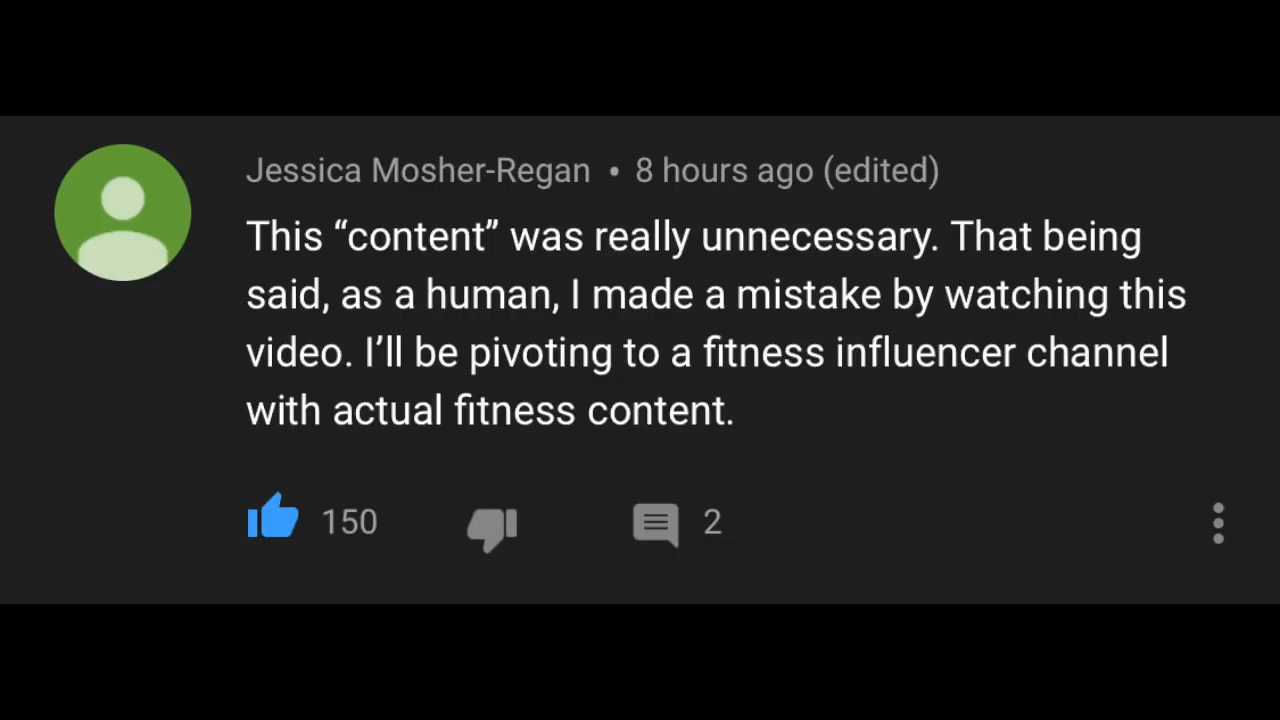 Jessica Mosher-Regan • 8 hours ago (edited)
This “content” was really unnecessary. That being
said, as a human, I made a mistake by watching this
video. I’ll be pivoting to a fitness influencer channel
with actual fitness content.
150 2